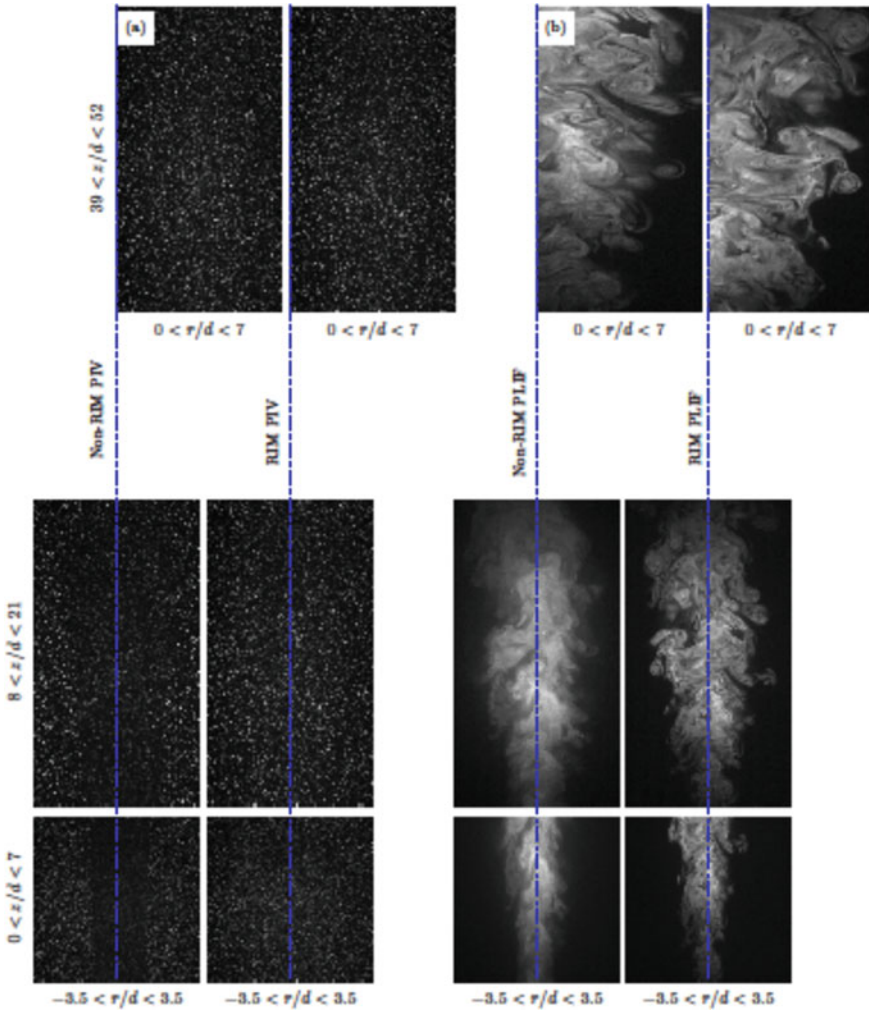 (a)
(b)
39 < z/d < 52
0 < r/d < 7
0 < r/d < 7
0 < r/d < 7
0 < r/d < 7
Non-RIM PIV
RIM PIV
Non-RIM PLIF
RIM PLIF
8 < z/d < 21
0 < z/d < 7
−3.5 < r/d < 3.5
−3.5 < r/d < 3.5
−3.5 < r/d < 3.5
−3.5 < r/d < 3.5